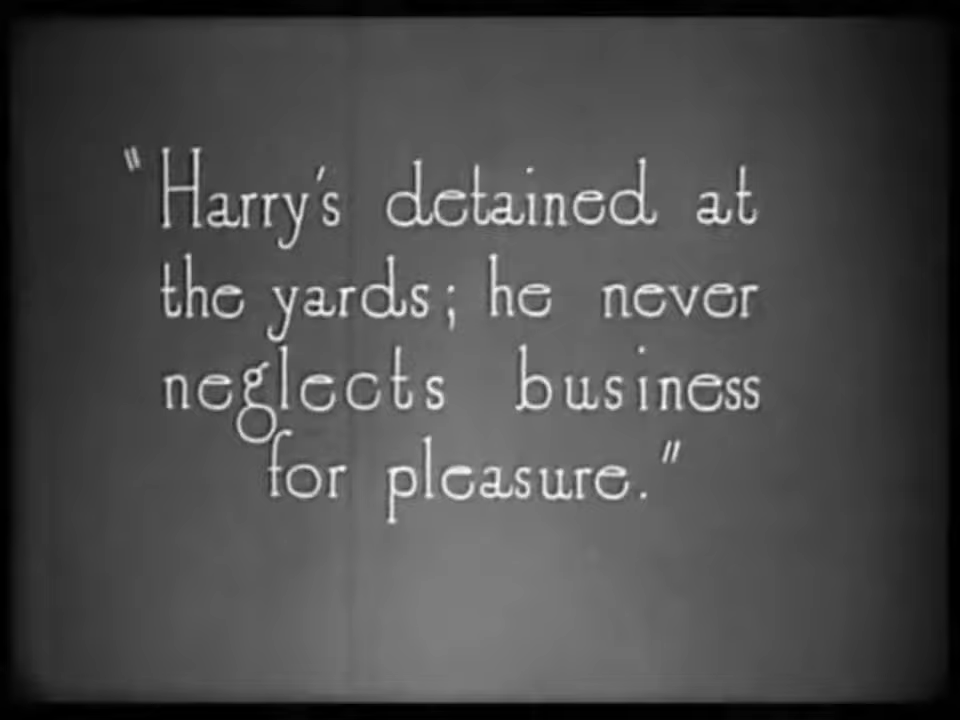 "Harry's detained at
the yards; he never
neglects business
for pleasure."